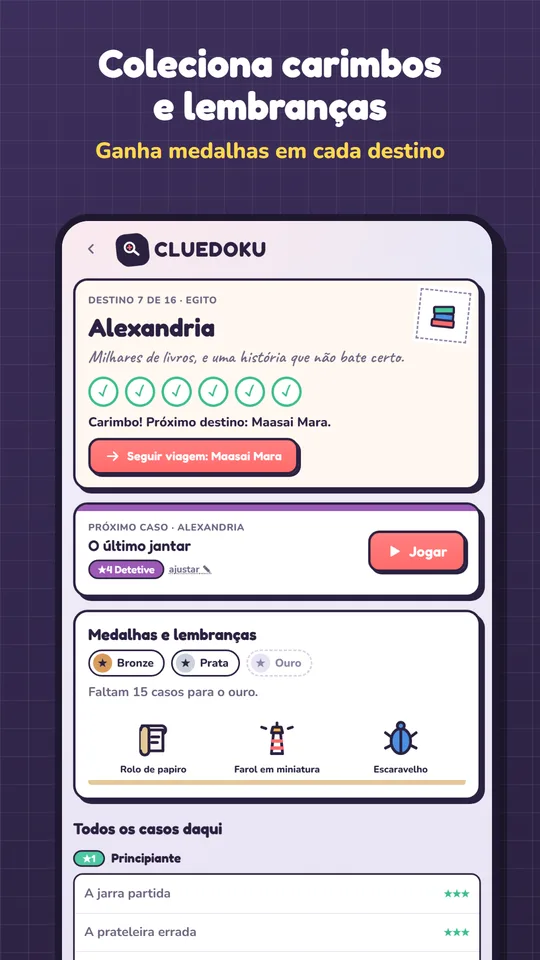 Coleciona carimbos
e lembranças
Ganha medalhas em cada destino
CLUEDOKU
DESTINO 7 DE 16 · EGITO
Alexandria
Milhares de livros, e uma história que não bate certo.
Carimbo! Próximo destino: Maasai Mara.
Seguir viagem: Maasai Mara
PRÓXIMO CASO · ALEXANDRIA
O último jantar
★4 Detetive ajustar
Jogar
Medalhas e lembranças
Bronze Prata Ouro
Faltam 15 casos para o ouro.
Rolo de papiro Farol em miniatura Escaravelho
Todos os casos daqui
★1 Principiante
A jarra partida ★★★
A prateleira errada ★★★